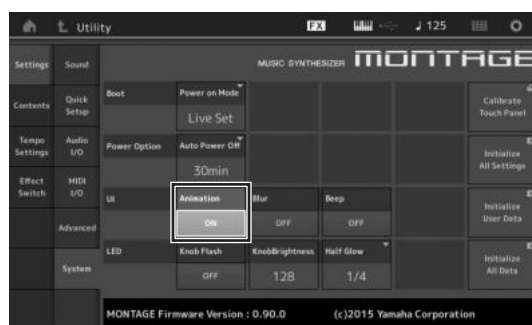 Utility
EX
♩ 125
Settings
Sound
MUSIC SYNTHESIZER MONTAGE
Contents
Quick Setup
Boot
Power on Mode
Live Set
Calibrate Touch Panel
Tempo Settings
Audio I/O
Power Option
Auto Power Off
30min
Initialize All Settings
Effect Switch
MIDI I/O
UI
Animation
ON
Blur
OFF
Beep
OFF
Initialize User Data
Advanced
System
LED
Knob Flash
OFF
KnobBrightness
128
Half Glow
1/4
Initialize All Data
MONTAGE Firmware Version : 0.90.0
(c)2015 Yamaha Corporation